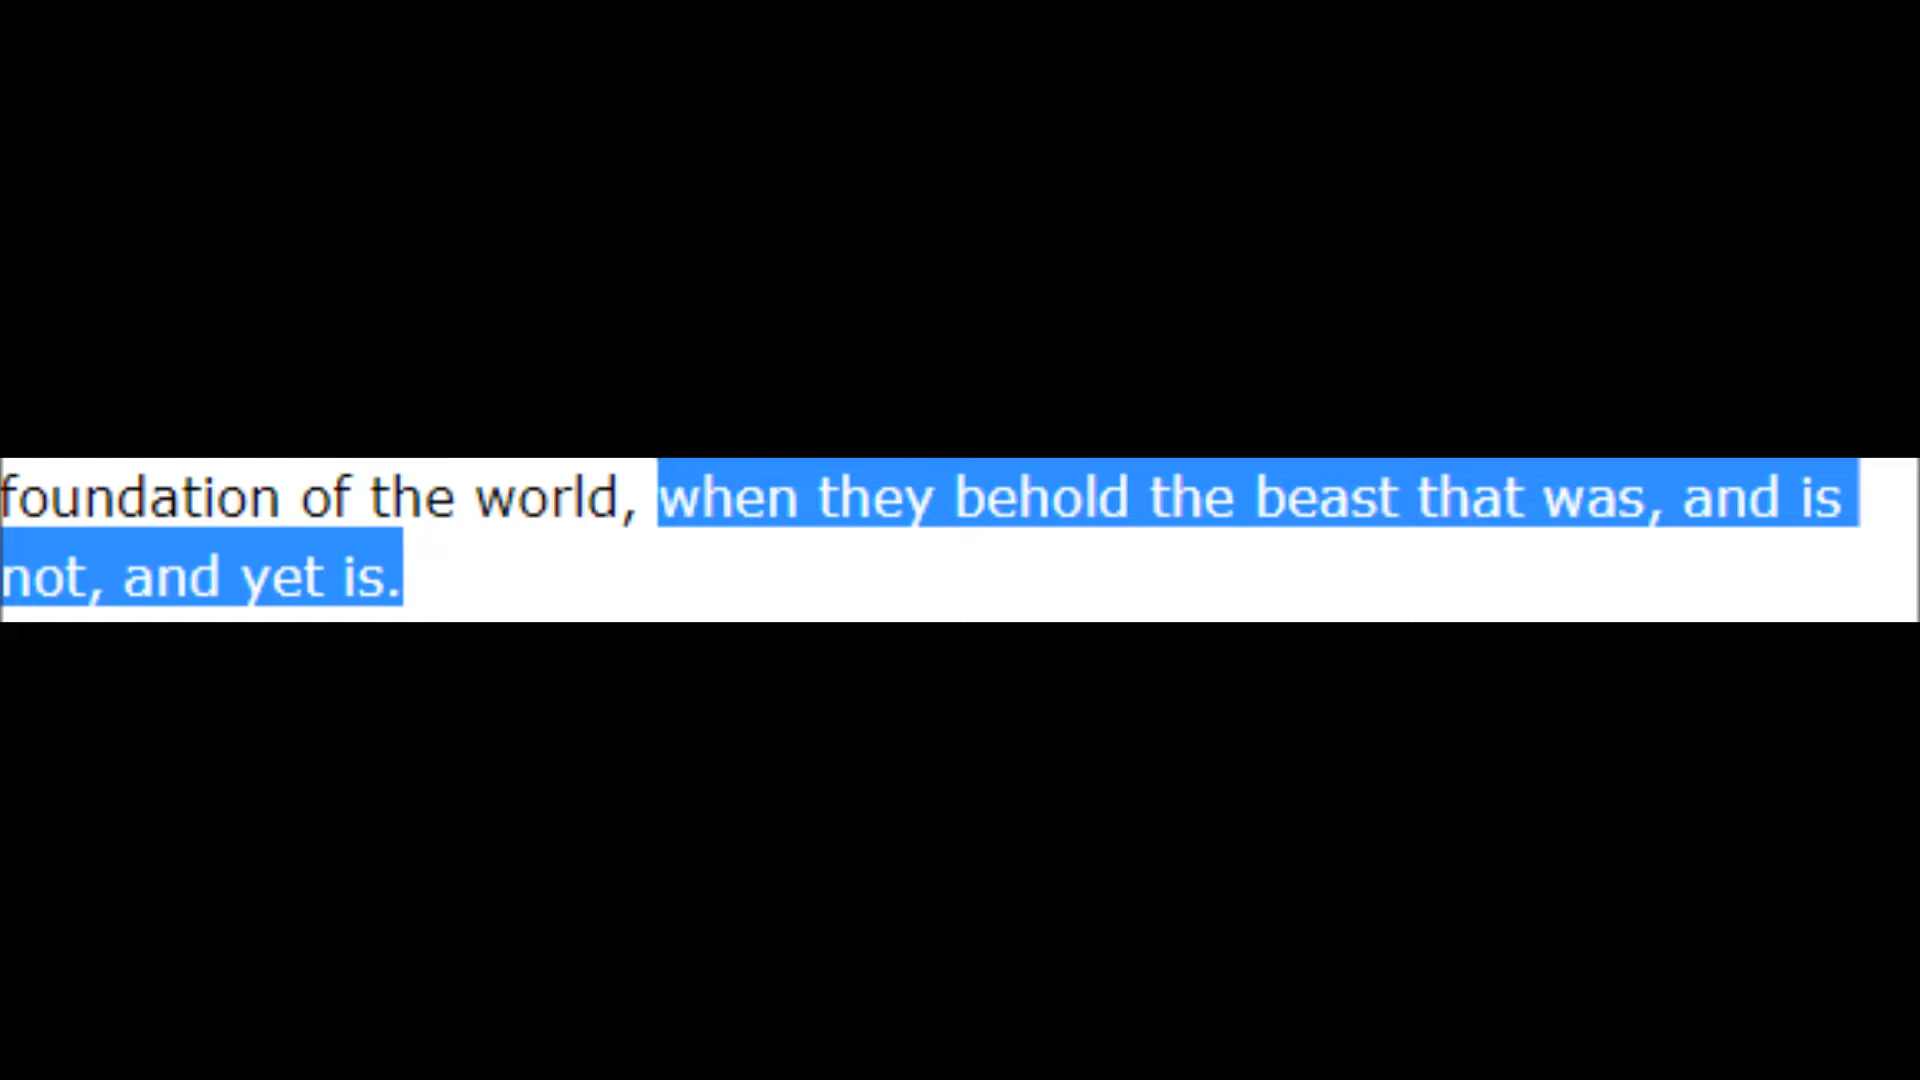 foundation of the world, when they behold the beast that was, and is
not, and yet is.